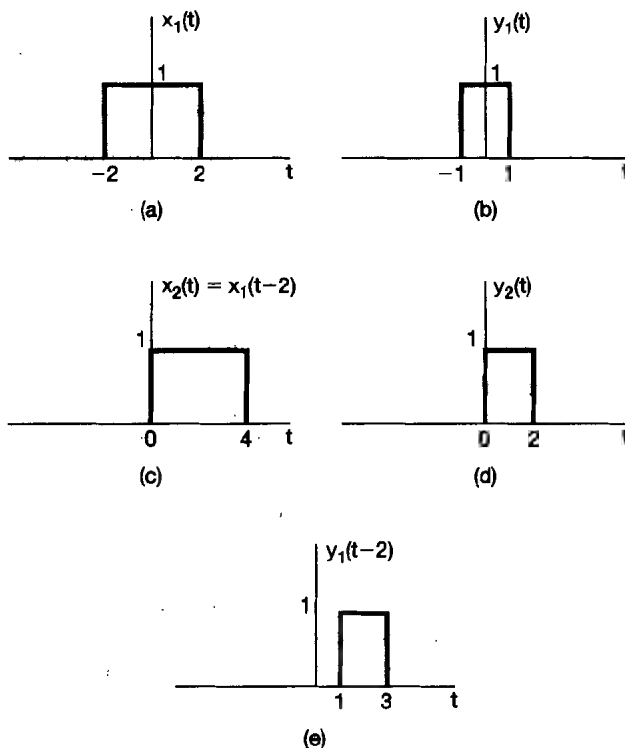 x₁(t) y₁(t)
1 1
−2 2 t −1 1 t
(a) (b)
x₂(t) = x₁(t−2) y₂(t)
1 1
0 4 t 0 2 t
(c) (d)
y₁(t−2)
1
1 3 t
(e)